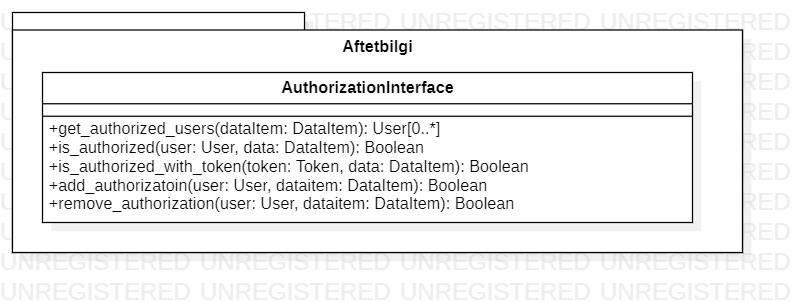 UNREGISTERED UNREGISTERED UNREGISTERED UNREGISTERED
Aftetbilgi
AuthorizationInterface
+get_authorized_users(dataItem: DataItem): User[0..*]
+is_authorized(user: User, data: DataItem): Boolean
+is_authorized_with_token(token: Token, data: DataItem): Boolean
+add_authorizatoin(user: User, dataitem: DataItem): Boolean
+remove_authorization(user: User, dataitem: DataItem): Boolean
UNREGISTERED UNREGISTERED UNREGISTERED UNREGISTERED
UNREGISTERED UNREGISTERED UNREGISTERED UNREGISTERED